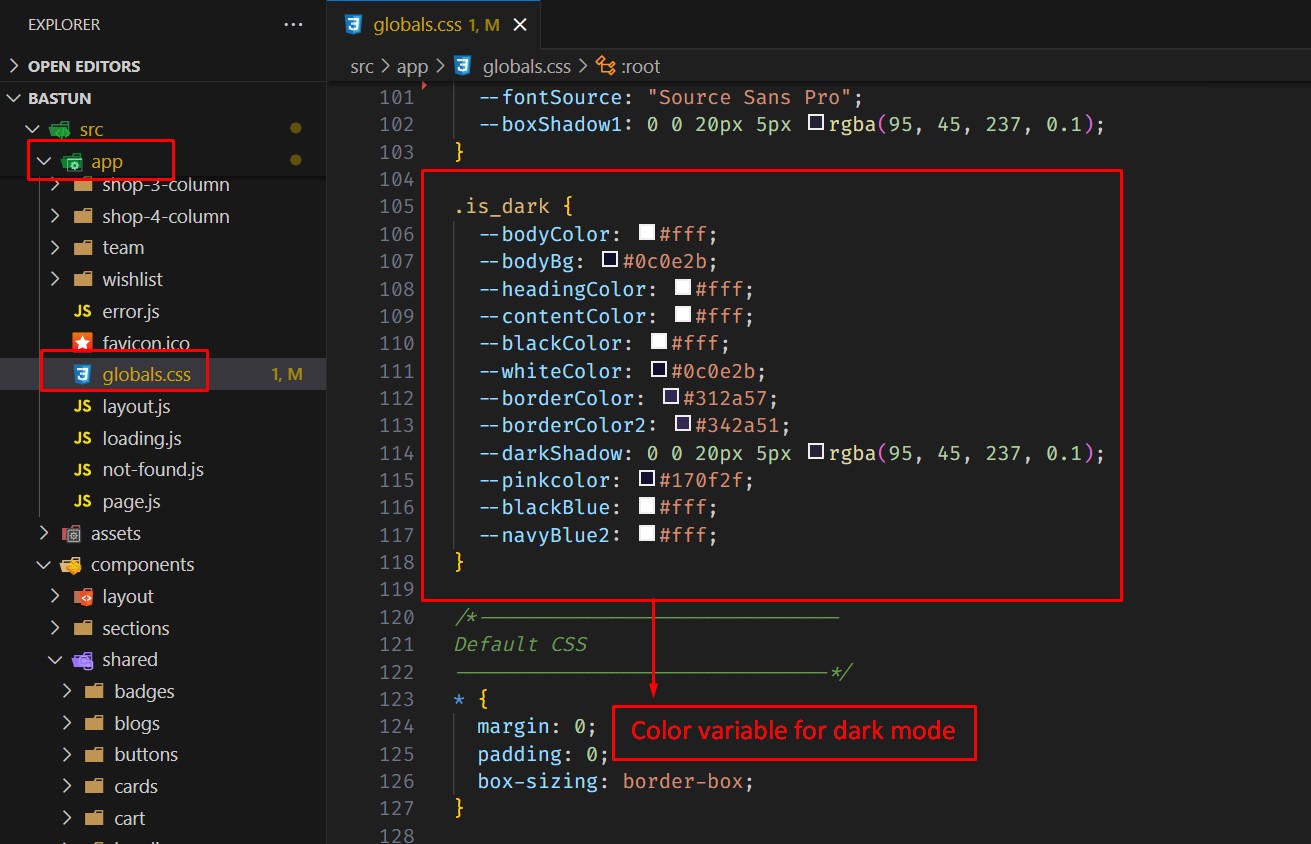 EXPLORER
OPEN EDITORS
BASTUN
src
app
shop-3-column
shop-4-column
team
wishlist
JS error.js
favicon.ico
globals.css 1, M
JS layout.js
JS loading.js
JS not-found.js
JS page.js
assets
components
layout
sections
shared
badges
blogs
buttons
cards
cart
globals.css 1, M
src > app > globals.css > :root
101 --fontSource: "Source Sans Pro";
102 --boxShadow1: 0 0 20px 5px rgba(95, 45, 237, 0.1);
103 }
104
105 .is_dark {
106 --bodyColor: #fff;
107 --bodyBg: #0c0e2b;
108 --headingColor: #fff;
109 --contentColor: #fff;
110 --blackColor: #fff;
111 --whiteColor: #0c0e2b;
112 --borderColor: #312a57;
113 --borderColor2: #342a51;
114 --darkShadow: 0 0 20px 5px rgba(95, 45, 237, 0.1);
115 --pinkcolor: #170f2f;
116 --blackBlue: #fff;
117 --navyBlue2: #fff;
118 }
119
120 /*------------------------------
121 Default CSS
122 -------------------------------*/
123 * {
124 margin: 0;
125 padding: 0;
126 box-sizing: border-box;
127 }
128
Color variable for dark mode